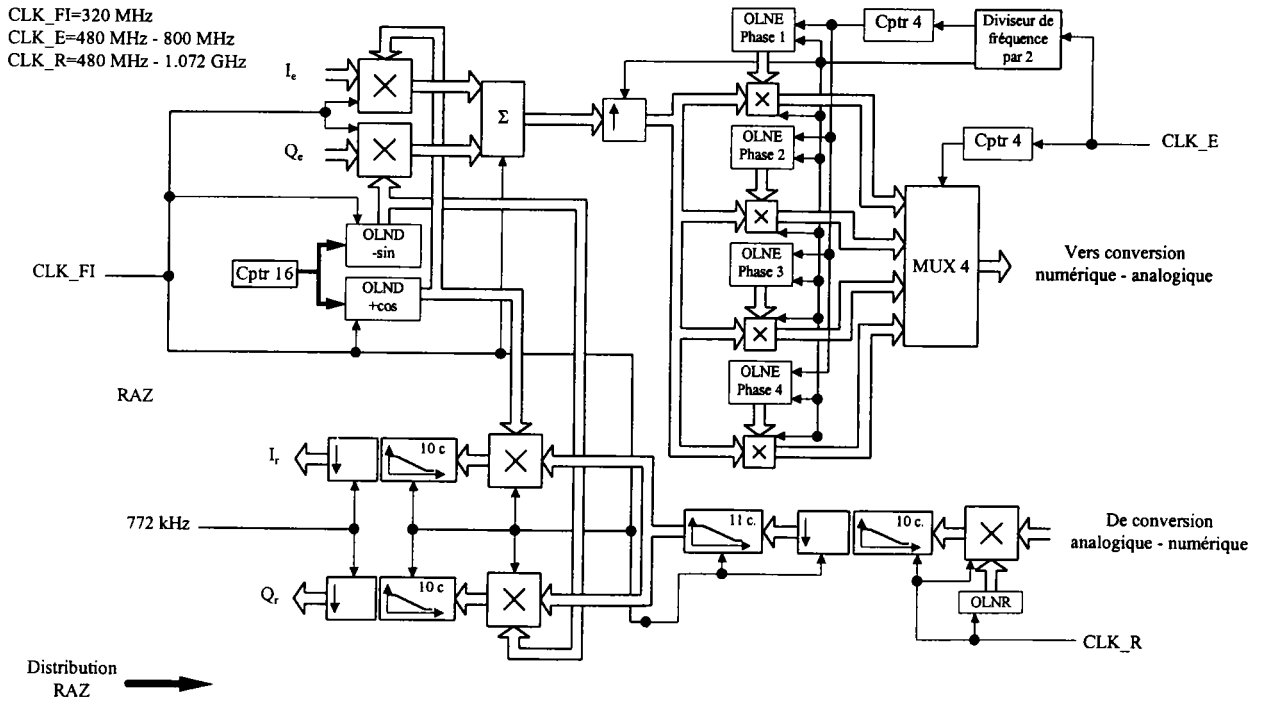 CLK_FI=320 MHz
CLK_E=480 MHz - 800 MHz
CLK_R=480 MHz - 1.072 GHz
OLNE
Phase 1
Cptr 4
Diviseur de
fréquence
par 2
Ie
×
Σ
↑
×
Qe
×
OLNE
Phase 2
Cptr 4
CLK_E
×
OLND
-sin
CLK_FI
Cptr 16
OLND
+cos
OLNE
Phase 3
MUX 4
Vers conversion
numérique - analogique
×
OLNE
Phase 4
RAZ
×
Ir
↓
10 c
×
772 kHz
11 c.
↓
10 c.
×
De conversion
analogique - numérique
Qr
↓
10 c
×
OLNR
CLK_R
Distribution
RAZ